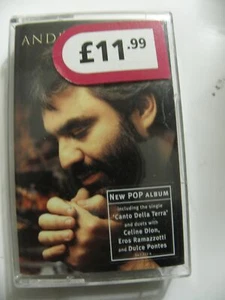 AND
£11.99
NEW POP ALBUM
including the single
"Canto Della Terra"
and duets with
Celine Dion,
Eros Ramazzotti
and Dulce Pontes